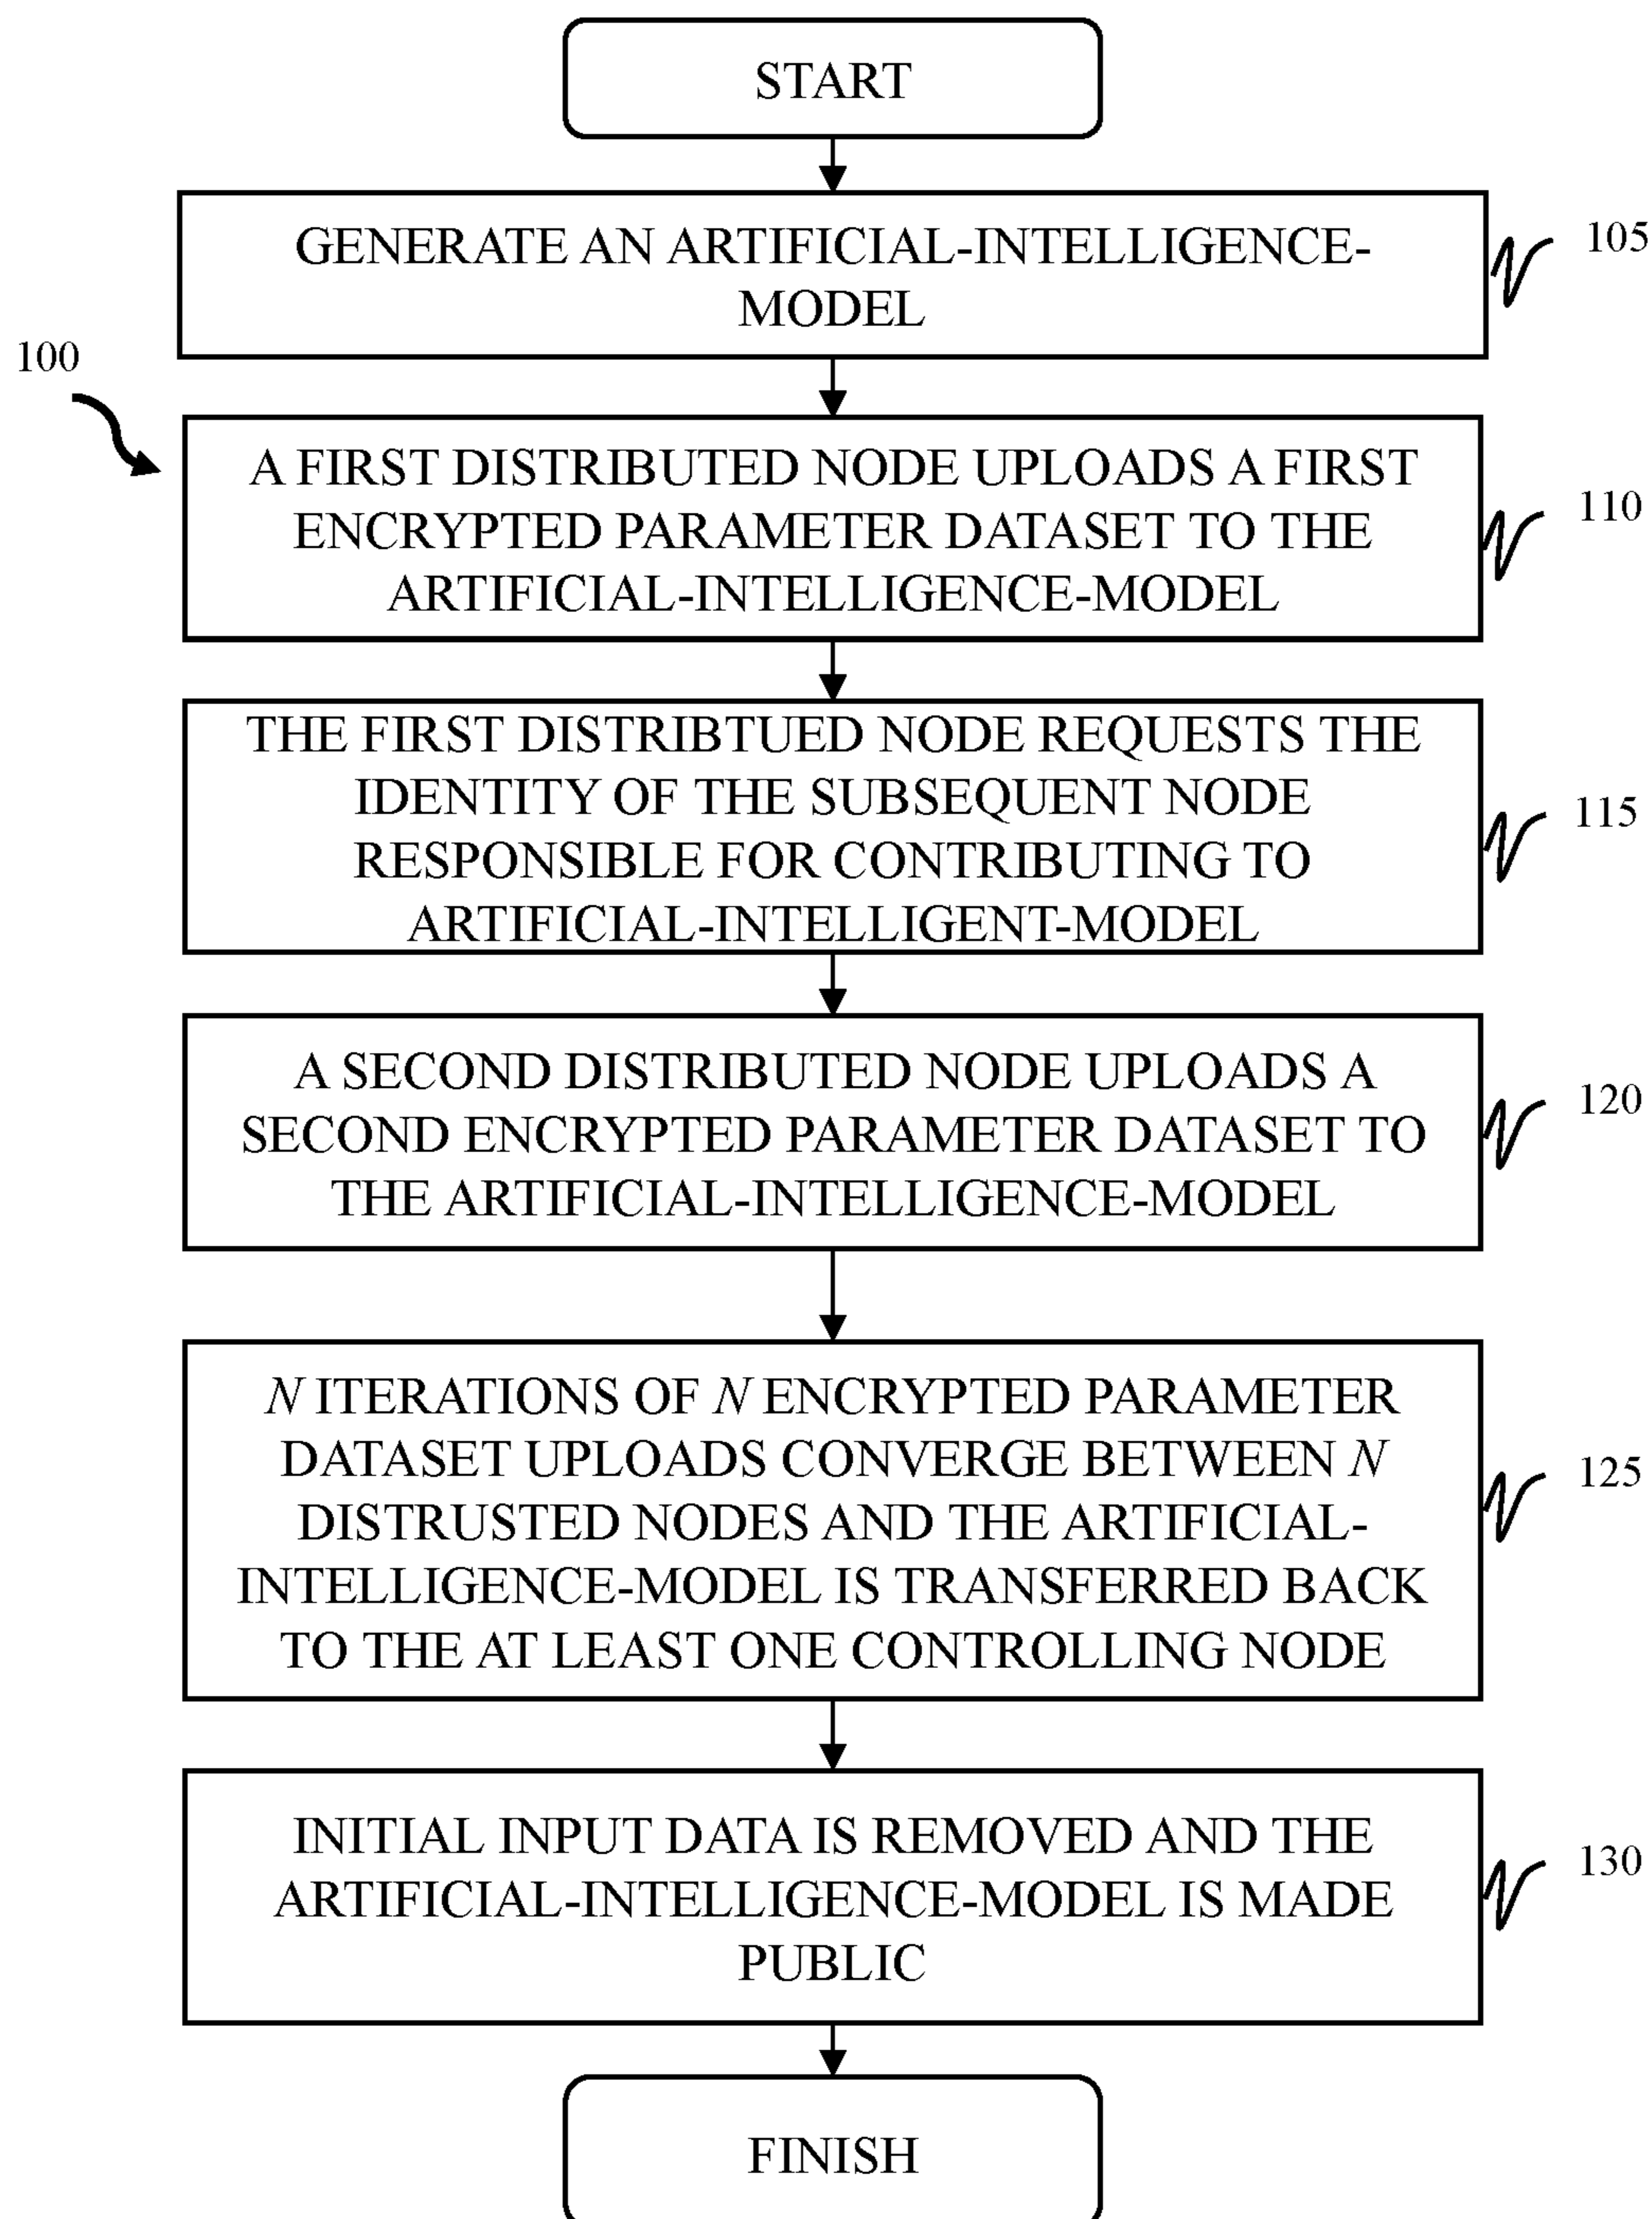 START
GENERATE AN ARTIFICIAL-INTELLIGENCE-
MODEL
105
100
A FIRST DISTRIBUTED NODE UPLOADS A FIRST
ENCRYPTED PARAMETER DATASET TO THE
ARTIFICIAL-INTELLIGENCE-MODEL
110
THE FIRST DISTRIBTUED NODE REQUESTS THE
IDENTITY OF THE SUBSEQUENT NODE
RESPONSIBLE FOR CONTRIBUTING TO
ARTIFICIAL-INTELLIGENT-MODEL
115
A SECOND DISTRIBUTED NODE UPLOADS A
SECOND ENCRYPTED PARAMETER DATASET TO
THE ARTIFICIAL-INTELLIGENCE-MODEL
120
N ITERATIONS OF N ENCRYPTED PARAMETER
DATASET UPLOADS CONVERGE BETWEEN N
DISTRUSTED NODES AND THE ARTIFICIAL-
INTELLIGENCE-MODEL IS TRANSFERRED BACK
TO THE AT LEAST ONE CONTROLLING NODE
125
INITIAL INPUT DATA IS REMOVED AND THE
ARTIFICIAL-INTELLIGENCE-MODEL IS MADE
PUBLIC
130
FINISH